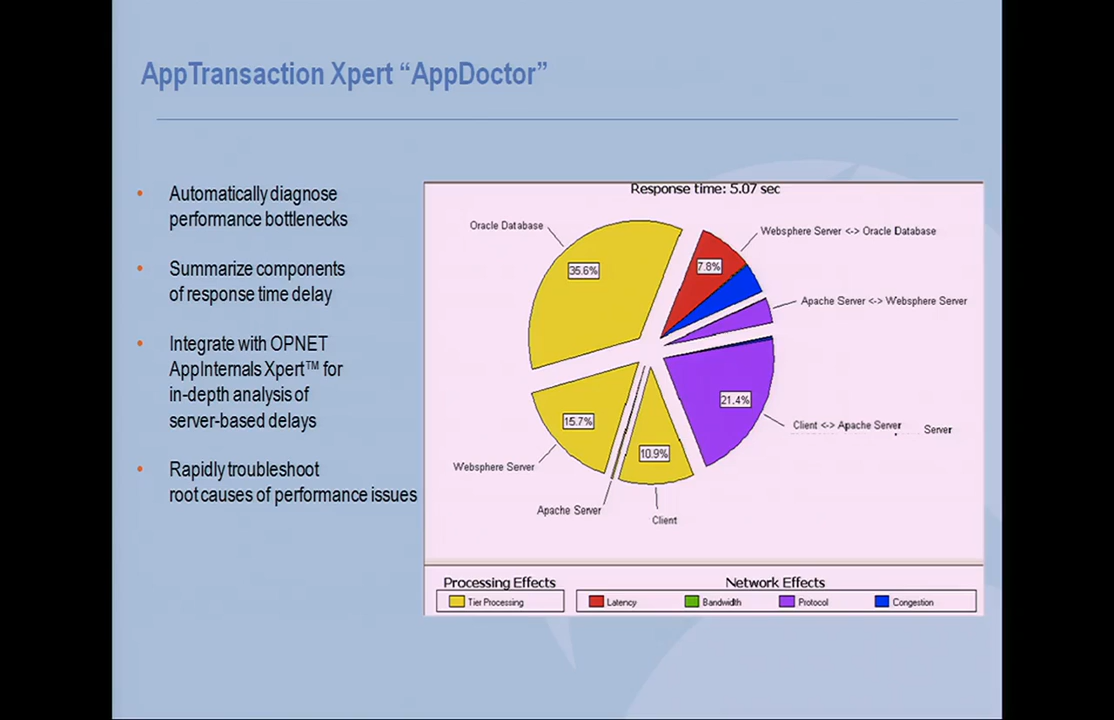 AppTransaction Xpert “AppDoctor”
• Automatically diagnose
performance bottlenecks
• Summarize components
of response time delay
• Integrate with OPNET
AppInternals Xpert™ for
in-depth analysis of
server-based delays
• Rapidly troubleshoot
root causes of performance issues
Response time: 5.07 sec
Oracle Database
Websphere Server <-> Oracle Database
35.6%
7.8%
Apache Server <-> Websphere Server
21.4%
15.7%
Client <-> Apache Server Server
10.9%
Websphere Server
Apache Server
Client
Processing Effects
Network Effects
Tier Processing
Latency
Bandwidth
Protocol
Congestion